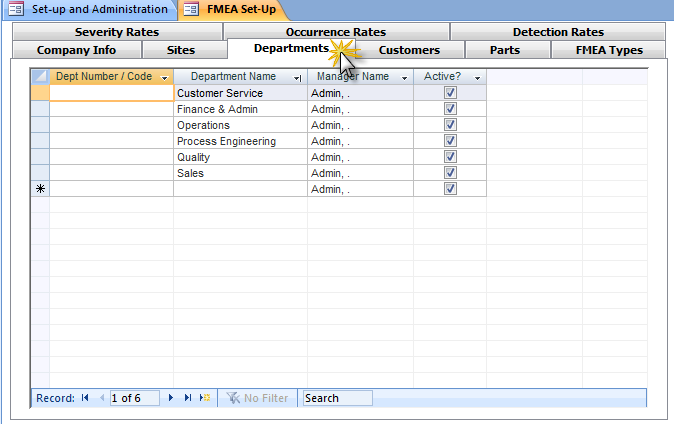 Set-up and Administration FMEA Set-Up
Severity Rates Occurrence Rates Detection Rates
Company Info Sites Departments Customers Parts FMEA Types
Dept Number / Code Department Name Manager Name Active?
Customer Service Admin, .
Finance & Admin Admin, .
Operations Admin, .
Process Engineering Admin, .
Quality Admin, .
Sales Admin, .
Admin, .
Record: 1 of 6 No Filter Search